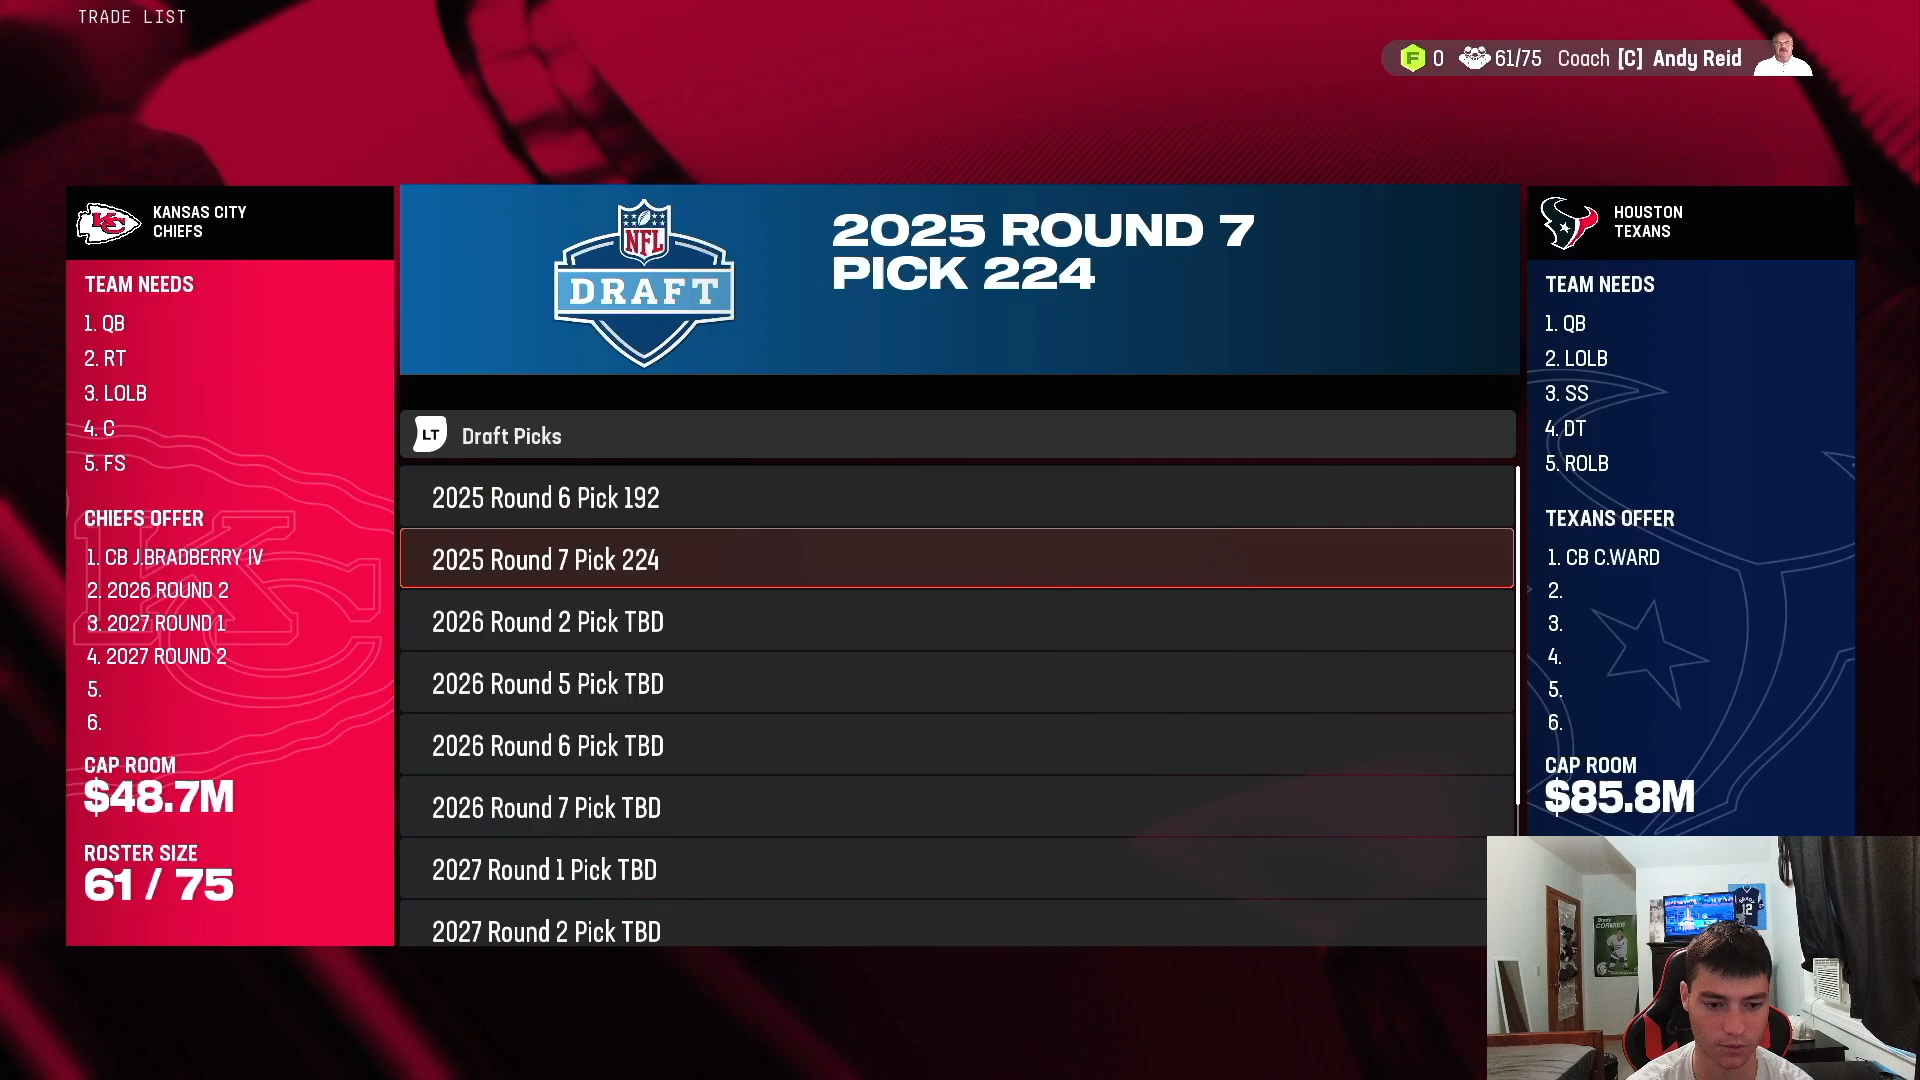 TRADE LIST
F 0 61/75 Coach [C] Andy Reid
KANSAS CITY
CHIEFS
TEAM NEEDS
1. QB
2. RT
3. LOLB
4. C
5. FS
CHIEFS OFFER
1. CB J.BRADBERRY IV
2. 2026 ROUND 2
3. 2027 ROUND 1
4. 2027 ROUND 2
5.
6.
CAP ROOM
$48.7M
ROSTER SIZE
61 / 75
NFL
DRAFT
2025 ROUND 7
PICK 224
LT Draft Picks
2025 Round 6 Pick 192
2025 Round 7 Pick 224
2026 Round 2 Pick TBD
2026 Round 5 Pick TBD
2026 Round 6 Pick TBD
2026 Round 7 Pick TBD
2027 Round 1 Pick TBD
2027 Round 2 Pick TBD
HOUSTON
TEXANS
TEAM NEEDS
1. QB
2. LOLB
3. SS
4. DT
5. ROLB
TEXANS OFFER
1. CB C.WARD
2.
3.
4.
5.
6.
CAP ROOM
$85.8M
CORMIER
12